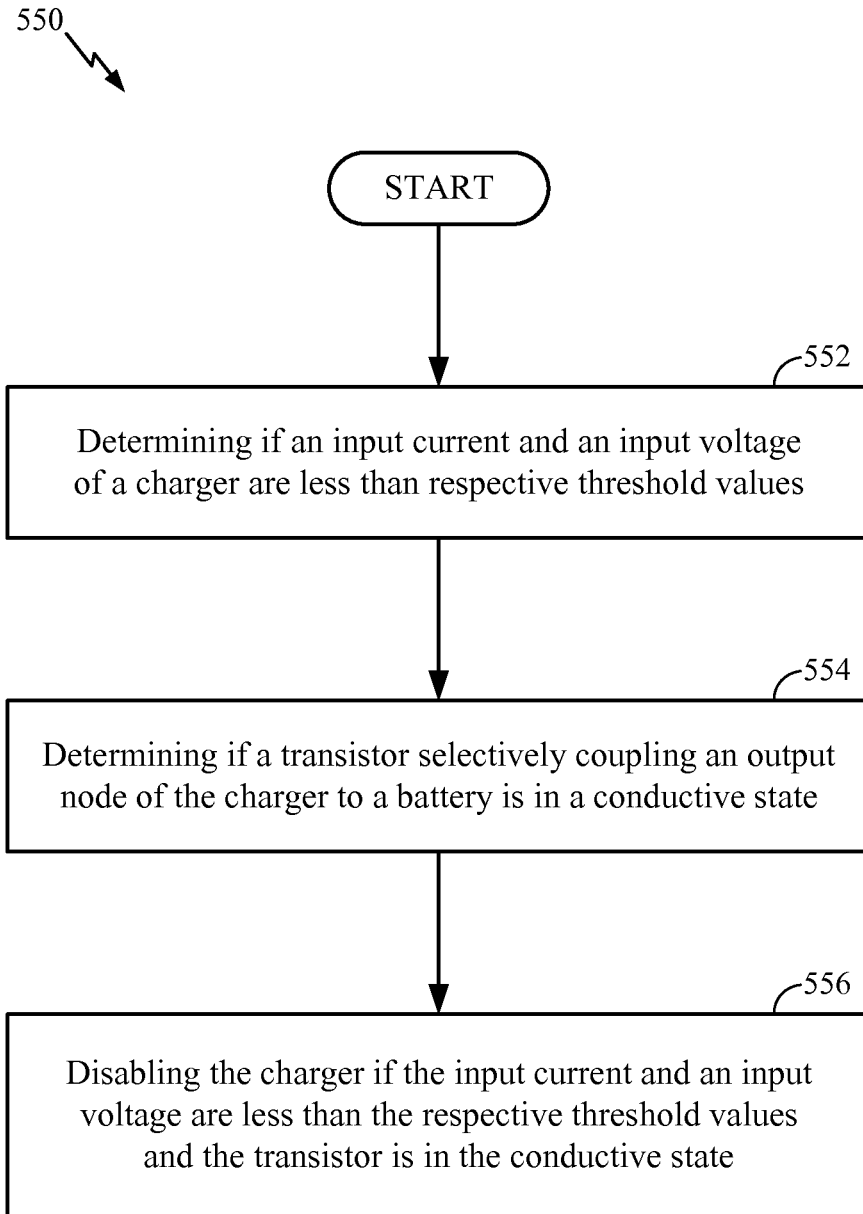 550
START
552
Determining if an input current and an input voltage
of a charger are less than respective threshold values
554
Determining if a transistor selectively coupling an output
node of the charger to a battery is in a conductive state
556
Disabling the charger if the input current and an input
voltage are less than the respective threshold values
and the transistor is in the conductive state